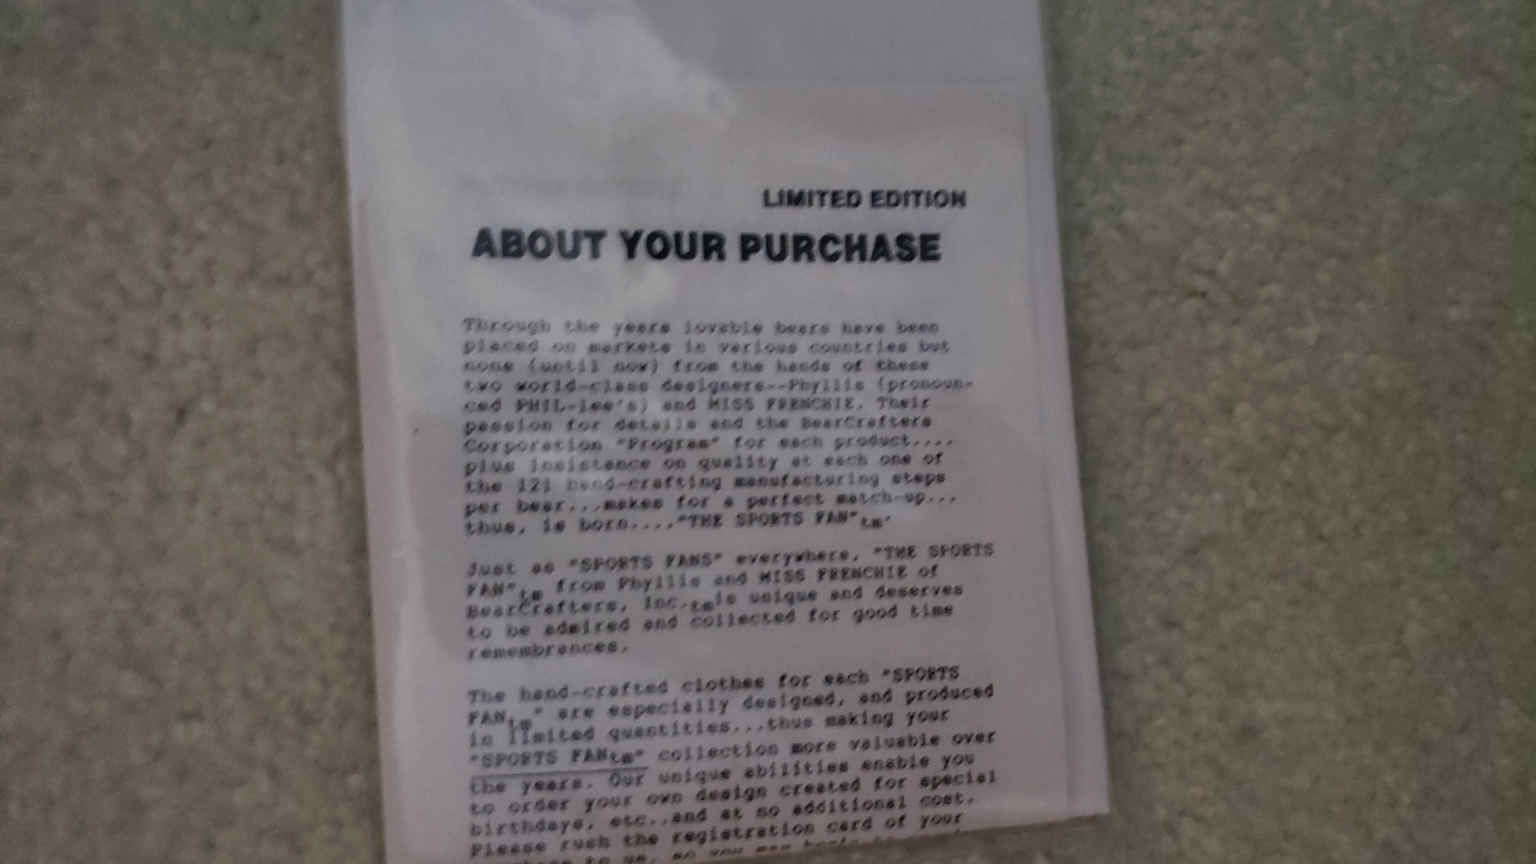 LIMITED EDITION
ABOUT YOUR PURCHASE
Through the years lovable bears have been
placed on markets in various countries but
none (until now) from the hands of these
two world-class designers--Phyllis (pronoun-
ced PHIL-lee's) and MISS FRENCHIE. Their
passion for details and the BearCrafters
Corporation "Program" for each product....
plus insistence on quality at each one of
the 121 hand-crafting manufacturing steps
per bear...makes for a perfect match-up...
thus, is born...."THE SPORTS FAN"tm.
Just as "SPORTS FANS" everywhere, "THE SPORTS
FAN"tm from Phyllis and MISS FRENCHIE of
BearCrafters, Inc.tm is unique and deserves
to be admired and collected for good time
remembrances.
The hand-crafted clothes for each "SPORTS
FANtm" are especially designed, and produced
in limited quantities...thus making your
"SPORTS FANtm" collection more valuable over
the years. Our unique abilities enable you
to order your own design created for special
birthdays, etc..and at no additional cost.
Please rush the registration card of your
to us, so you may